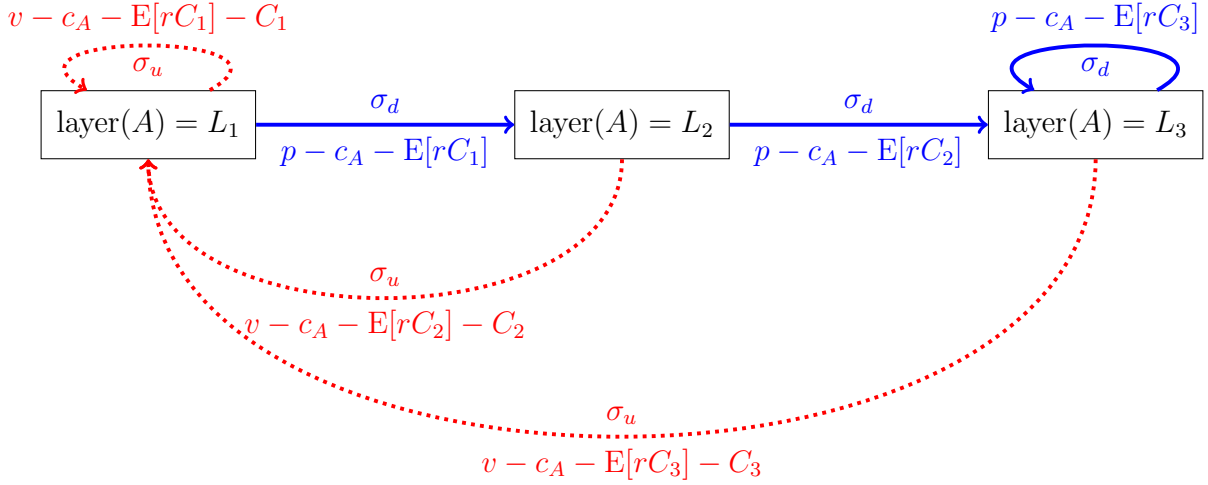 v − c_A − E[rC_1] − C_1
p − c_A − E[rC_3]
σ_u
σ_d
layer(A) = L_1
σ_d
layer(A) = L_2
σ_d
layer(A) = L_3
p − c_A − E[rC_1]
p − c_A − E[rC_2]
σ_u
v − c_A − E[rC_2] − C_2
σ_u
v − c_A − E[rC_3] − C_3